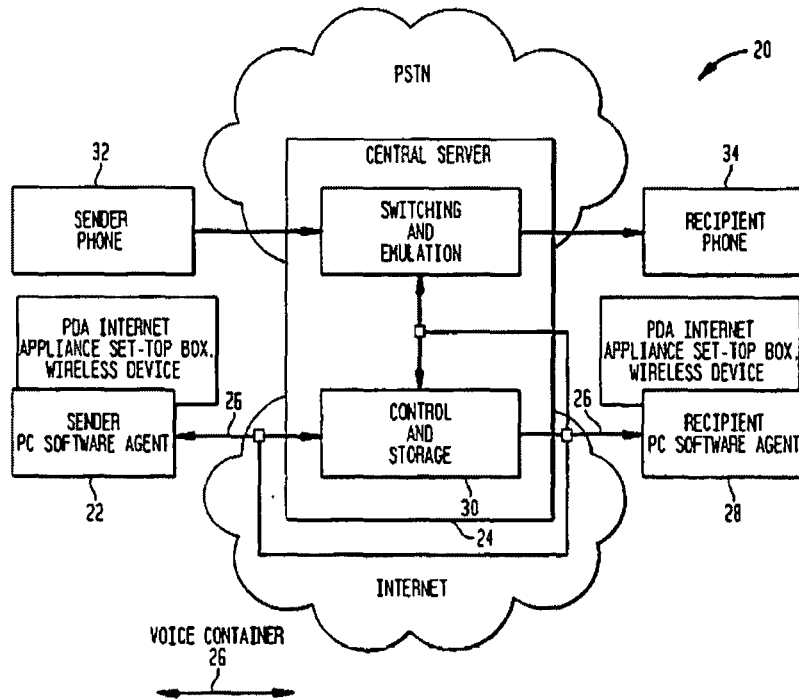 PSTN
20
CENTRAL SERVER
32
SENDER
PHONE
SWITCHING
AND
EMULATION
34
RECIPIENT
PHONE
PDA INTERNET
APPLIANCE SET-TOP BOX,
WIRELESS DEVICE
SENDER
PC SOFTWARE AGENT
22
26
CONTROL
AND
STORAGE
30
24
PDA INTERNET
APPLIANCE SET-TOP BOX,
WIRELESS DEVICE
26
RECIPIENT
PC SOFTWARE AGENT
28
INTERNET
VOICE CONTAINER
26